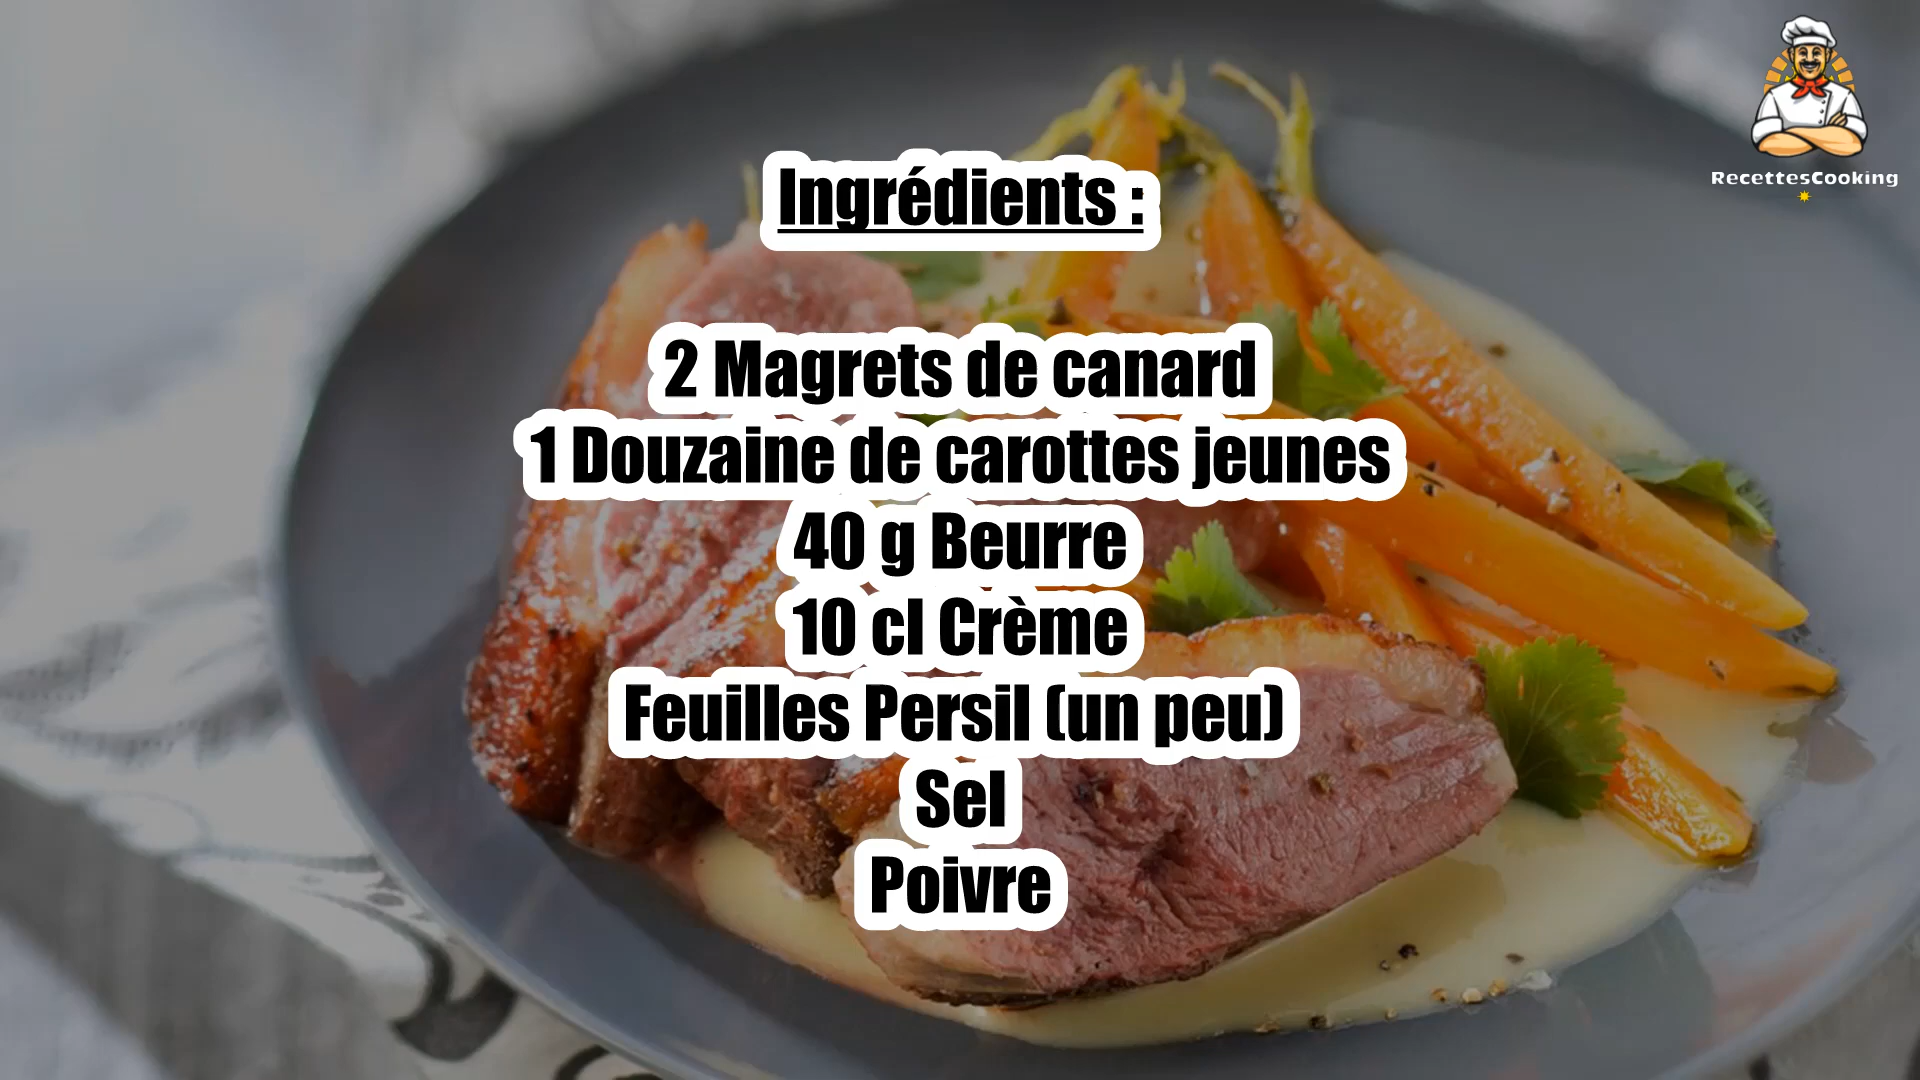 RecettesCooking
Ingrédients :
2 Magrets de canard
1 Douzaine de carottes jeunes
40 g Beurre
10 cl Crème
Feuilles Persil (un peu)
Sel
Poivre